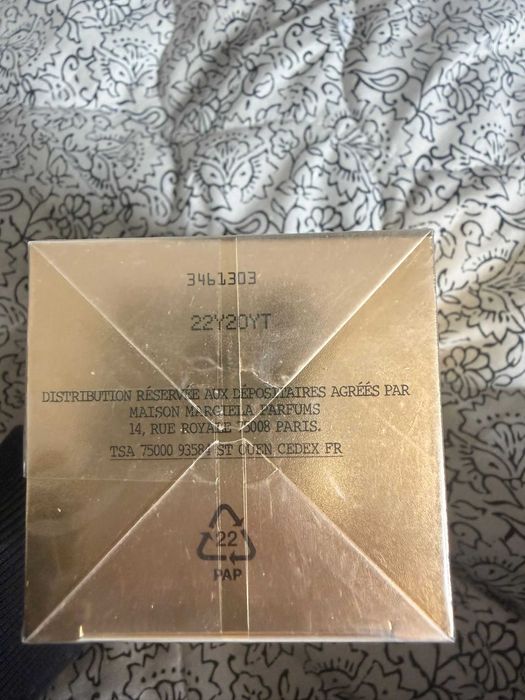 3461303
22Y20YT
DISTRIBUTION RÉSERVÉE AUX DÉPOSITAIRES AGRÉÉS PAR
MAISON MARGIELA PARFUMS
14, RUE ROYALE 75008 PARIS.
TSA 75000 93584 ST OUEN CEDEX FR
22
PAP